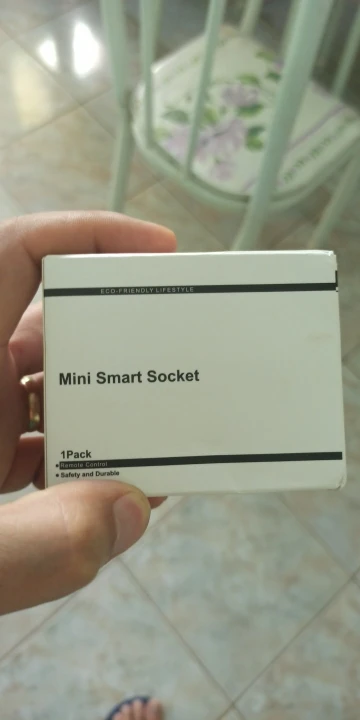 ECO-FRIENDLY LIFESTYLE
Mini Smart Socket
1Pack
Remote Control
Safety and Durable